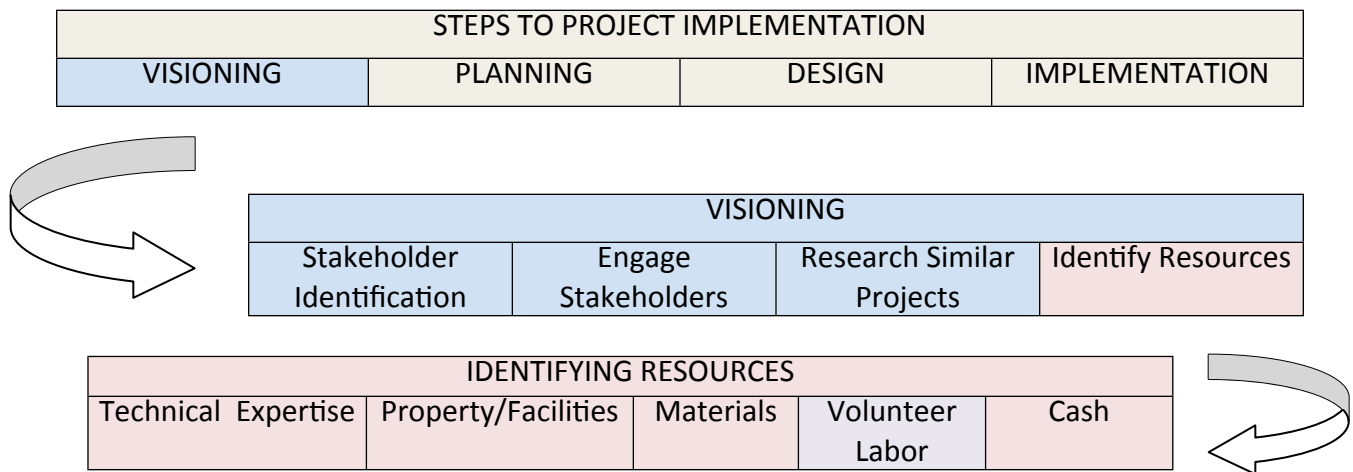 STEPS TO PROJECT IMPLEMENTATION
VISIONING PLANNING DESIGN IMPLEMENTATION
VISIONING
Stakeholder Identification Engage Stakeholders Research Similar Projects Identify Resources
IDENTIFYING RESOURCES
Technical Expertise Property/Facilities Materials Volunteer Labor Cash